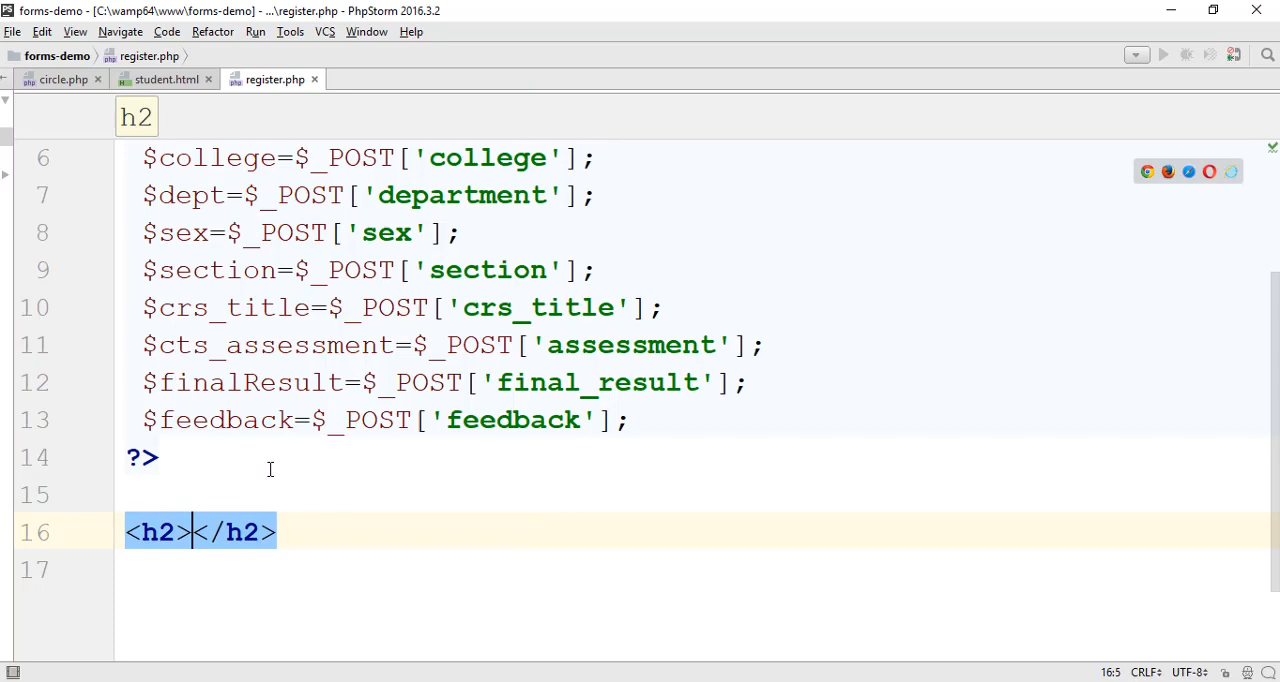 PS forms-demo - [C:\wamp64\www\forms-demo] - ...\register.php - PhpStorm 2016.3.2
File Edit View Navigate Code Refactor Run Tools VCS Window Help
forms-demo php register.php
php circle.php H student.html php register.php
h2
6 $college=$_POST['college'];
7 $dept=$_POST['department'];
8 $sex=$_POST['sex'];
9 $section=$_POST['section'];
10 $crs_title=$_POST['crs_title'];
11 $cts_assessment=$_POST['assessment'];
12 $finalResult=$_POST['final_result'];
13 $feedback=$_POST['feedback'];
14 ?>
15
16 <h2></h2>
17
16:5 CRLF UTF-8